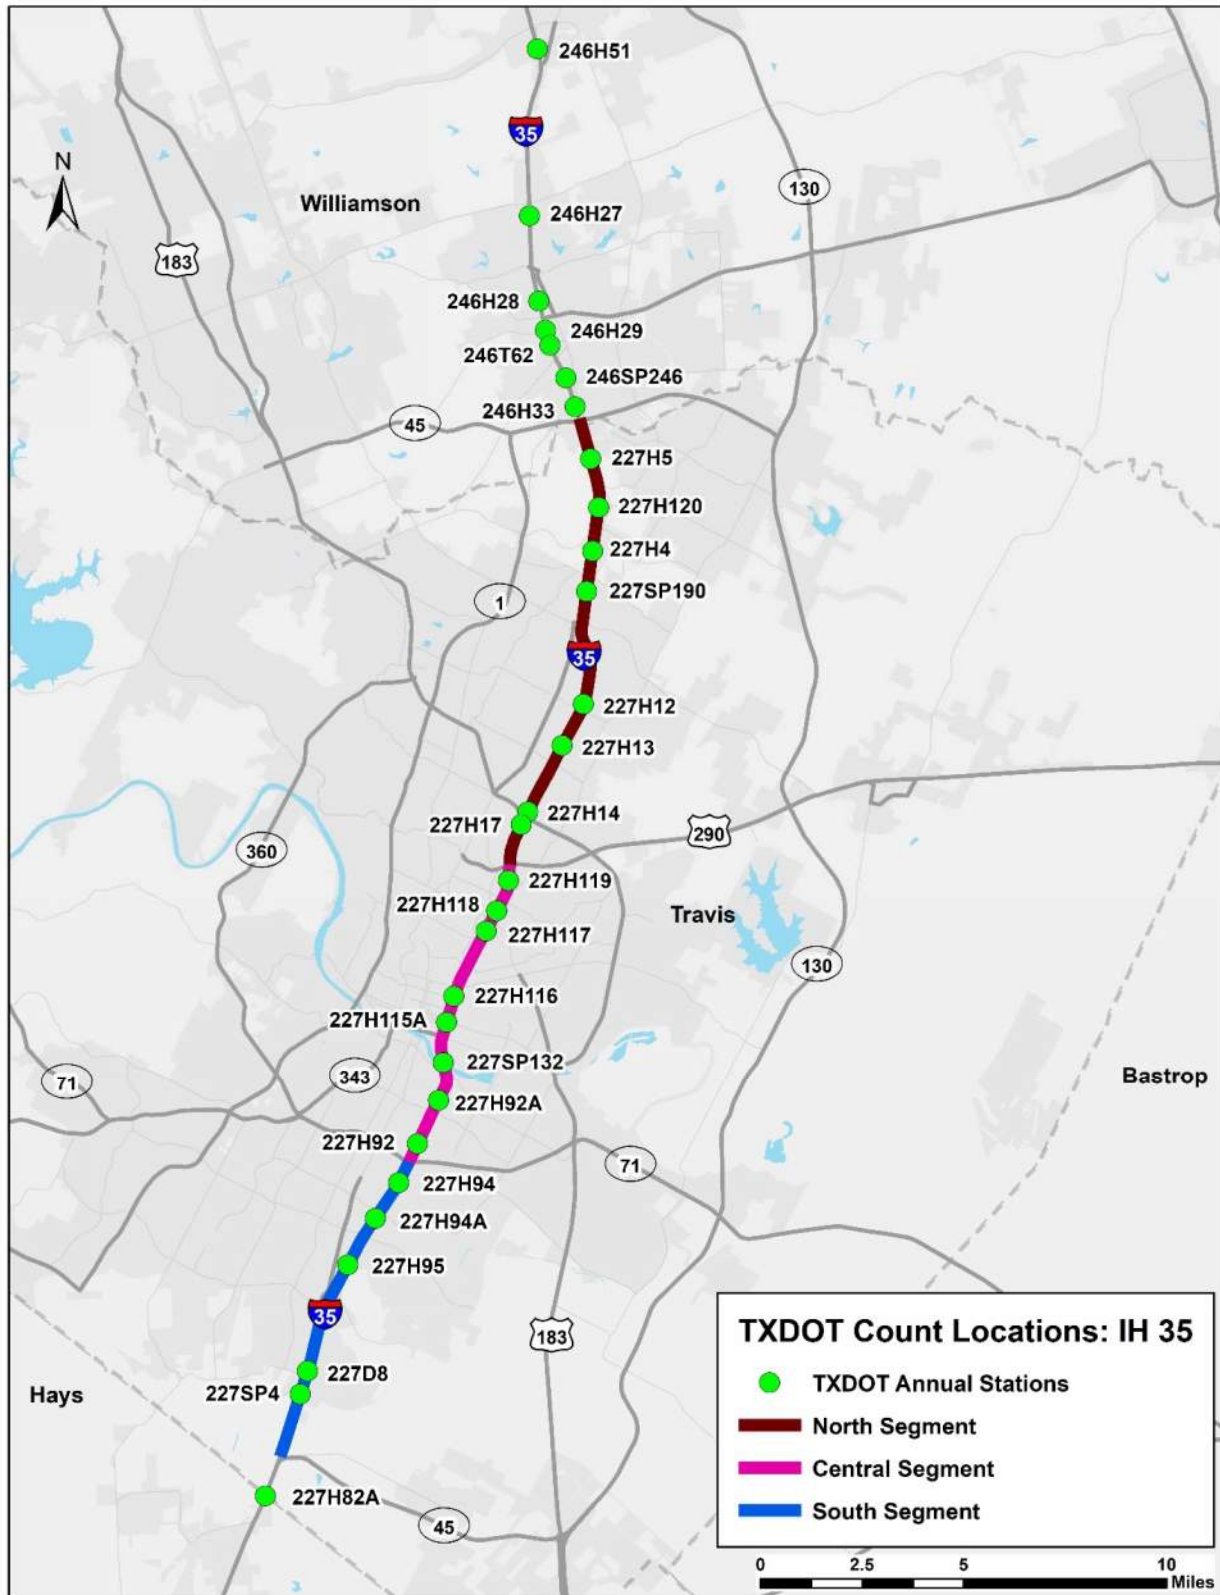 246H51
35
N
130
Williamson
246H27
183
246H28
246H29
246T62
246SP246
246H33
45
227H5
227H120
227H4
1
227SP190
35
227H12
227H13
227H14
227H17
290
360
227H119
227H118
Travis
227H117
130
227H116
227H115A
227SP132
343
71
Bastrop
227H92A
227H92
71
227H94
227H94A
227H95
35
183
TXDOT Count Locations: IH 35
227D8
TXDOT Annual Stations
227SP4
Hays
North Segment
Central Segment
227H82A
South Segment
45
0 2.5 5 10
Miles